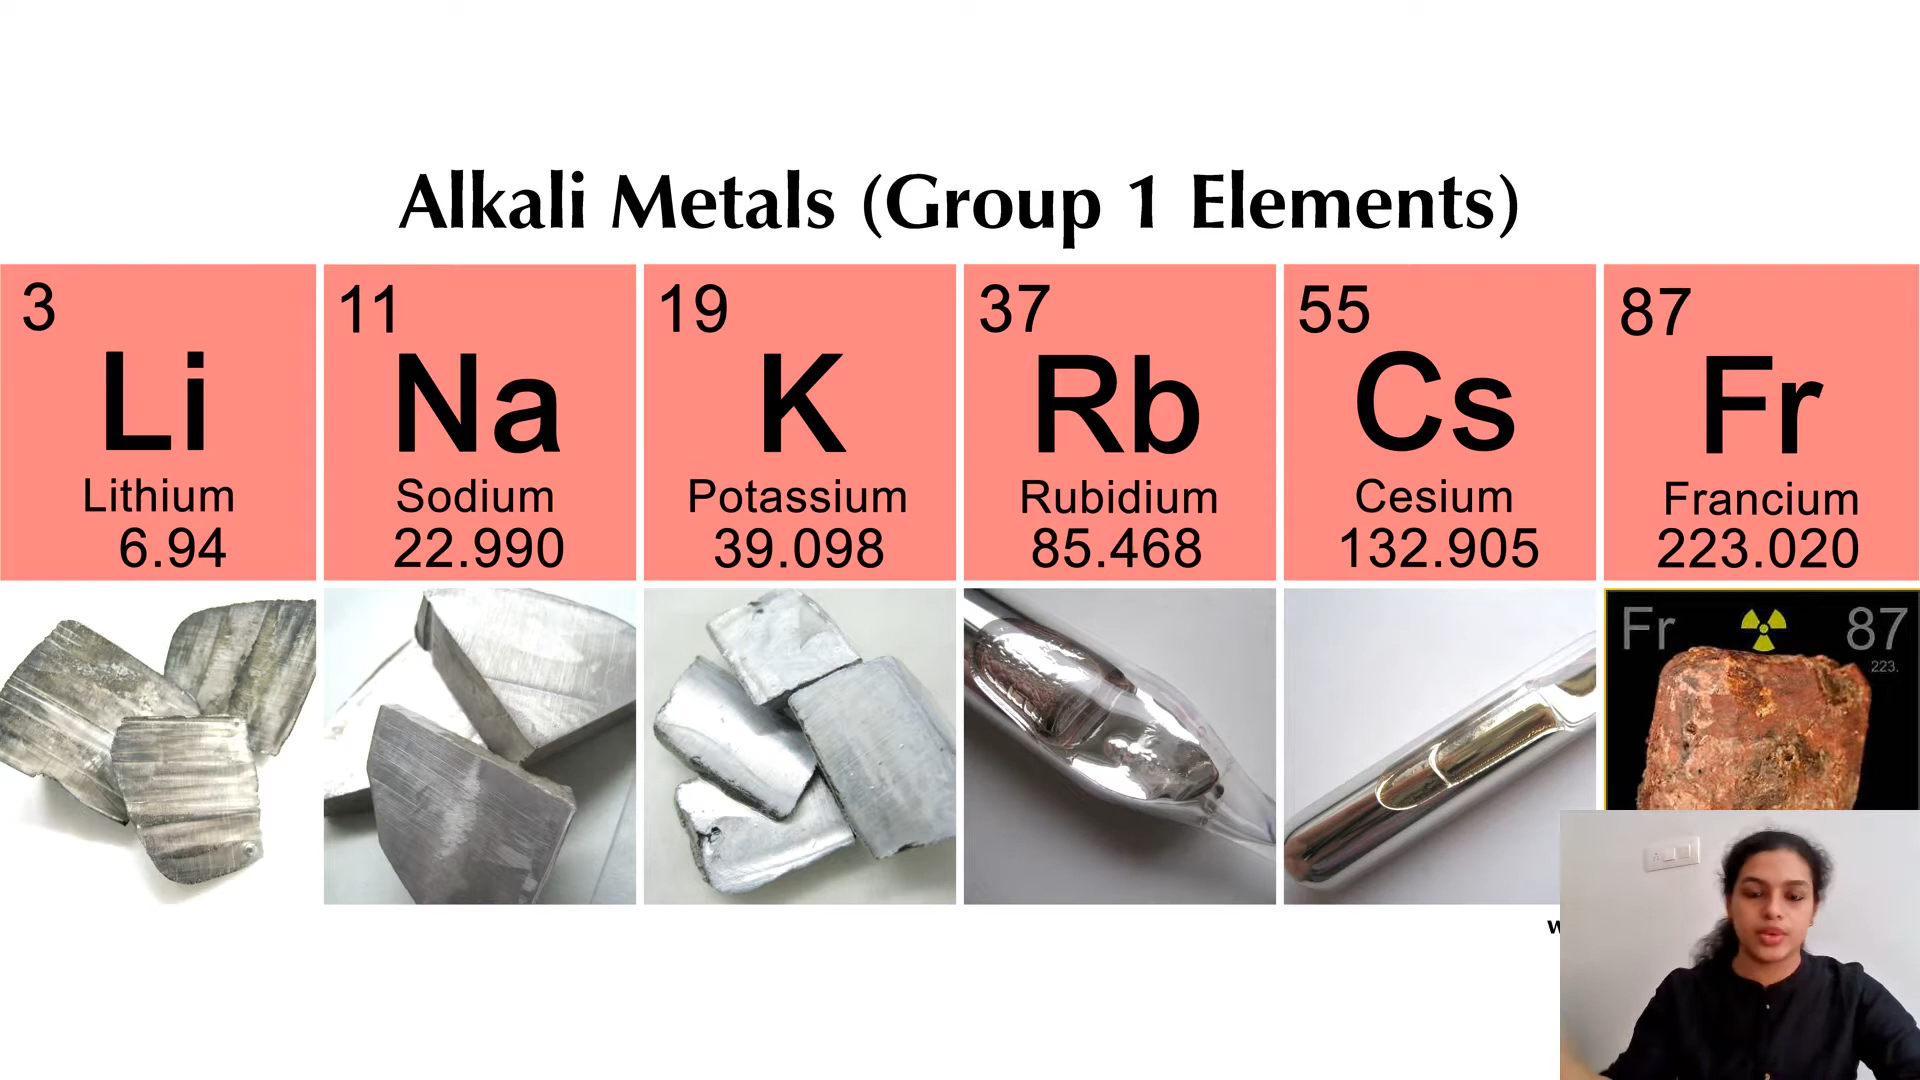 Alkali Metals (Group 1 Elements)
3
Li
Lithium
6.94
11
Na
Sodium
22.990
19
K
Potassium
39.098
37
Rb
Rubidium
85.468
55
Cs
Cesium
132.905
87
Fr
Francium
223.020
Fr 87
223.